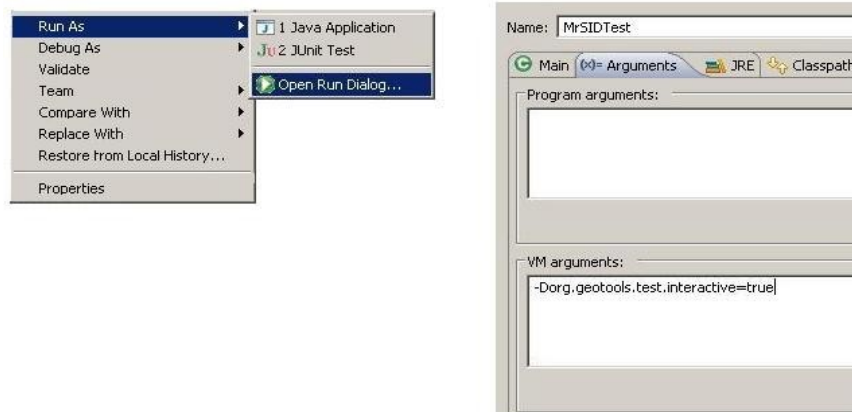 Run As
Debug As
Validate
Team
Compare With
Replace With
Restore from Local History...
Properties
1 Java Application
Ju 2 JUnit Test
Open Run Dialog...
Name: MrSIDTest
Main (x)= Arguments JRE Classpath
Program arguments:
VM arguments:
-Dorg.geotools.test.interactive=true